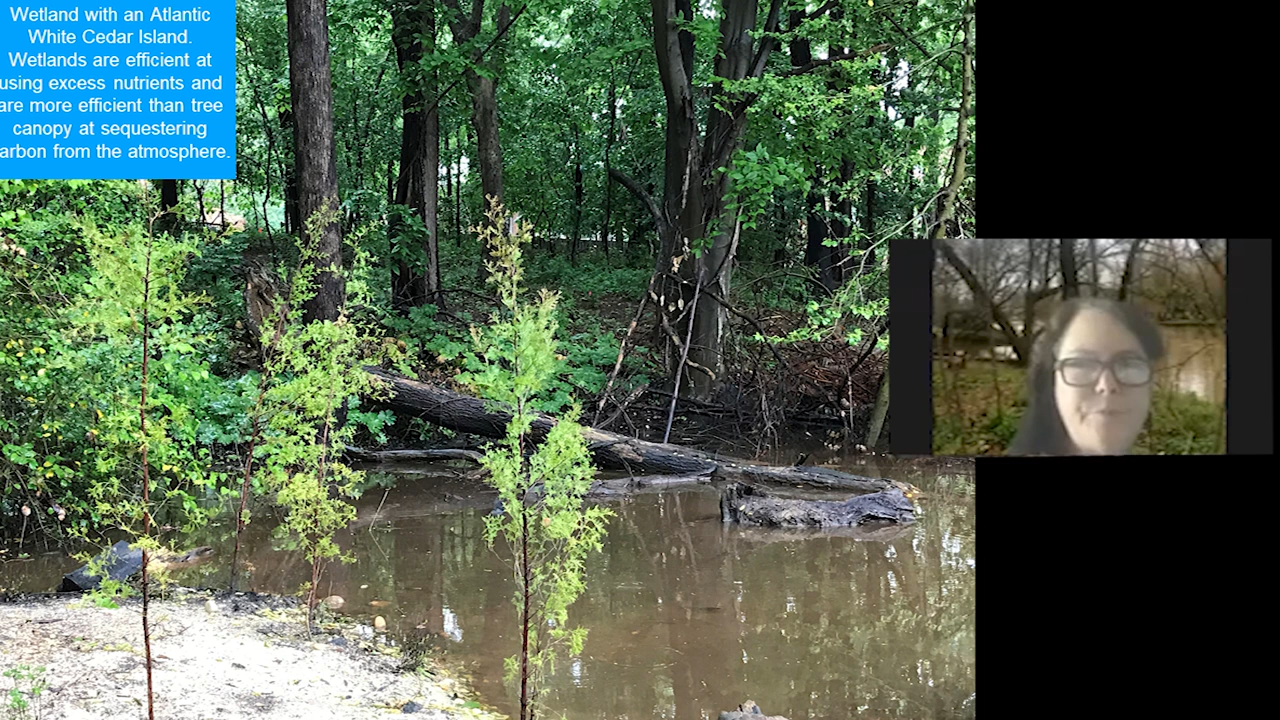 Wetland with an Atlantic
White Cedar Island.
Wetlands are efficient at
using excess nutrients and
are more efficient than tree
canopy at sequestering
arbon from the atmosphere.